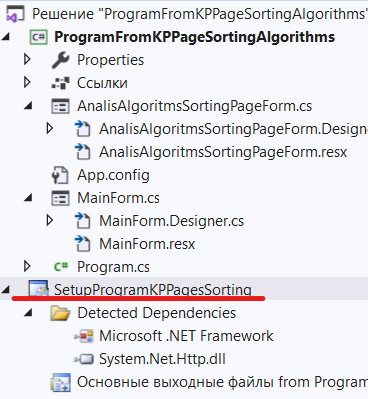 Решение "ProgramFromKPPageSortingAlgorithms"
ProgramFromKPPageSortingAlgorithms
Properties
Ссылки
AnalisAlgoritmsSortingPageForm.cs
AnalisAlgoritmsSortingPageForm.Designe
AnalisAlgoritmsSortingPageForm.resx
App.config
MainForm.cs
MainForm.Designer.cs
MainForm.resx
C# Program.cs
SetupProgramKPPagesSorting
Detected Dependencies
Microsoft .NET Framework
System.Net.Http.dll
Основные выходные файлы from Program